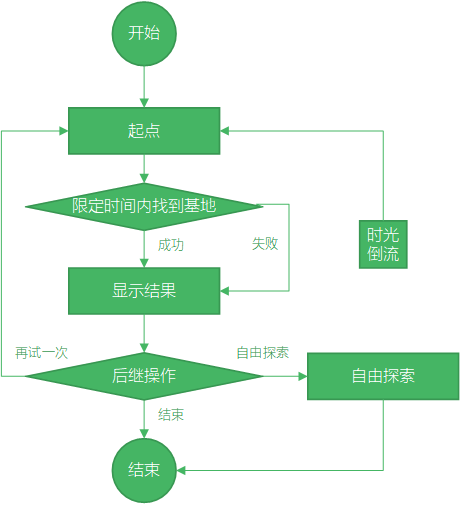 开始
起点
限定时间内找到基地
时光
倒流
成功
失败
显示结果
再试一次
自由探索
后继操作
自由探索
结束
结束